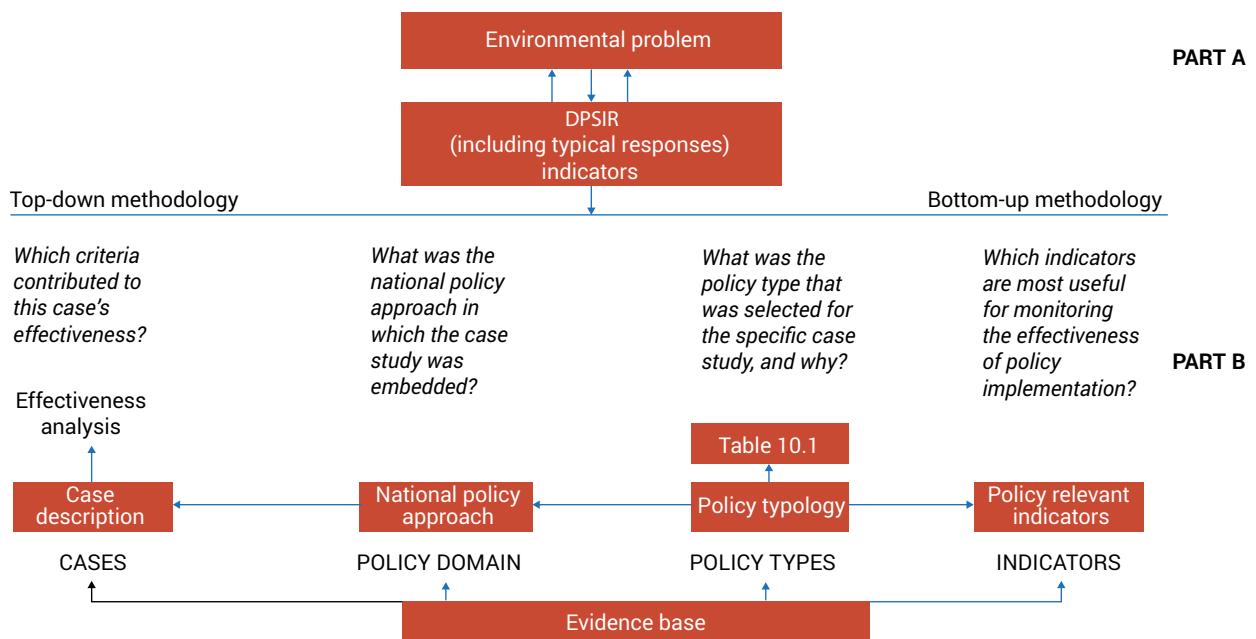 Environmental problem
PART A
DPSIR
(including typical responses)
indicators
Top-down methodology
Bottom-up methodology
Which criteria
contributed to
this case's
effectiveness?
What was the
national policy
approach in
which the case
study was
embedded?
What was the
policy type that
was selected for
the specific case
study, and why?
Which indicators
are most useful
for monitoring
the effectiveness
of policy
implementation?
PART B
Effectiveness
analysis
Table 10.1
Case
description
National policy
approach
Policy typology
Policy relevant
indicators
CASES
POLICY DOMAIN
POLICY TYPES
INDICATORS
Evidence base